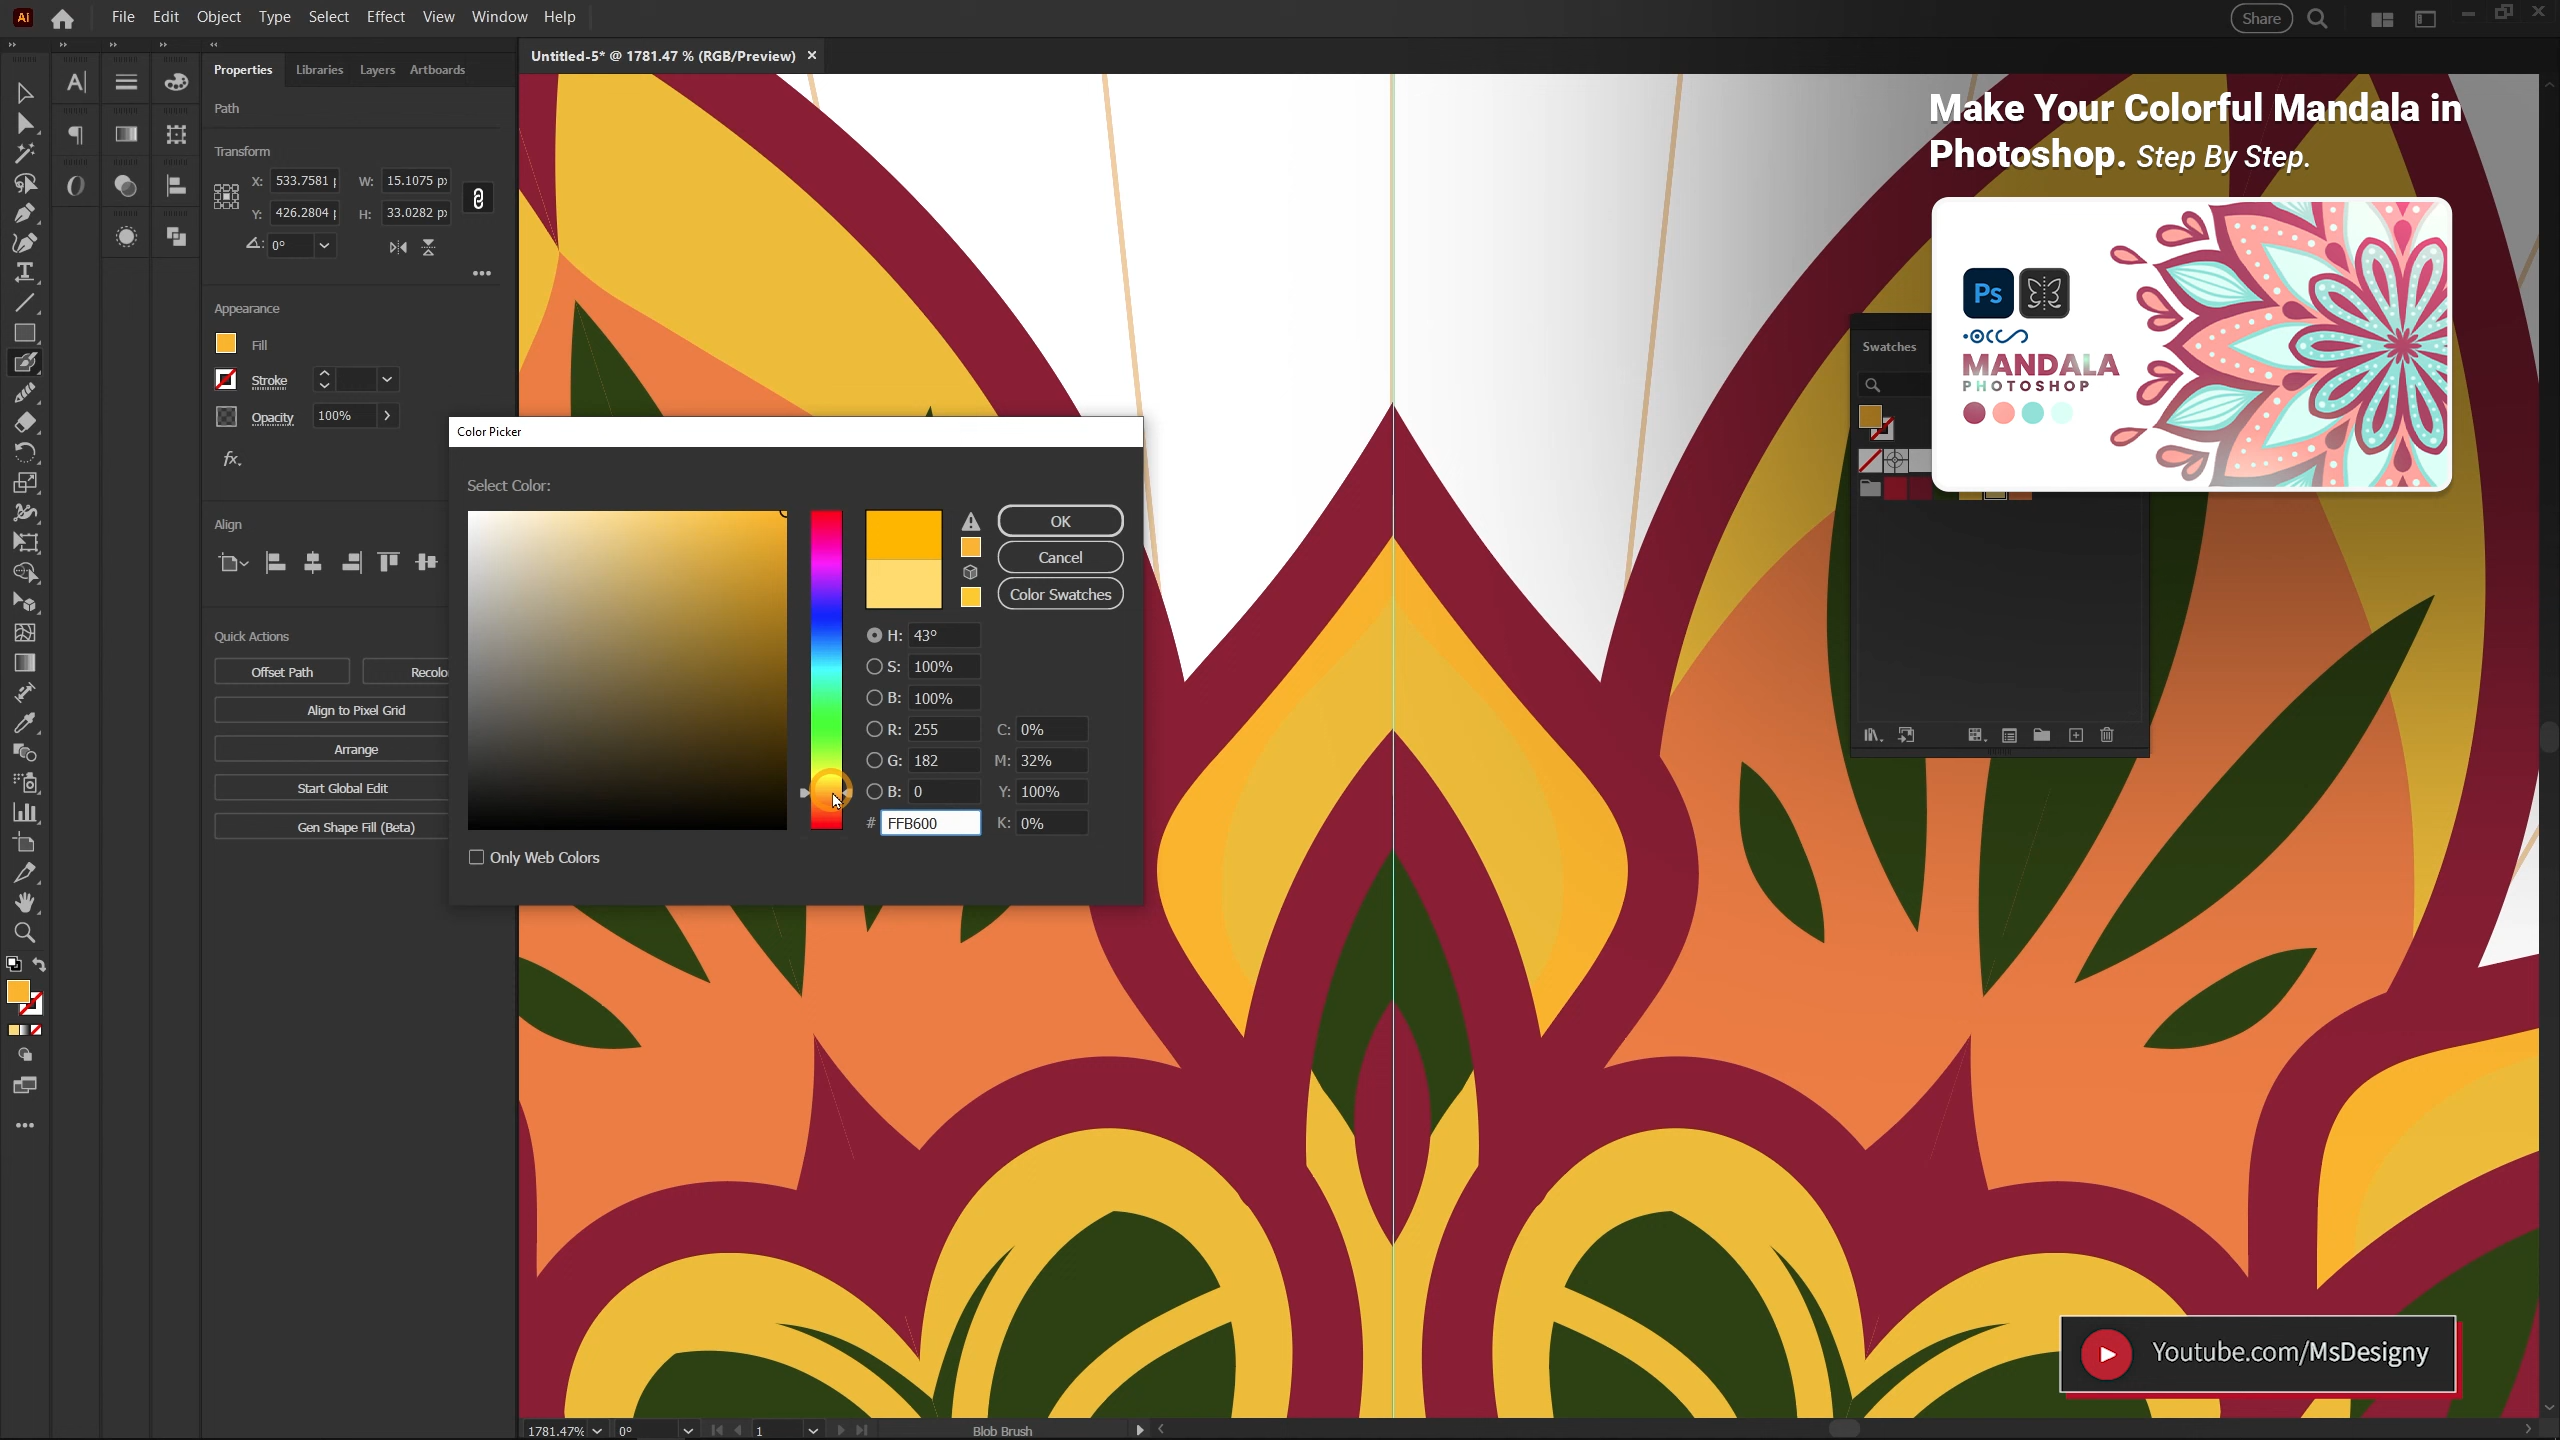 Ai
File Edit Object Type Select Effect View Window Help
Share
Properties Libraries Layers Artboards
Untitled-5* @ 1781.47 % (RGB/Preview)
Path
Transform
X: 533.7581 W: 15.1075 px
Y: 426.2804 H: 33.0282 px
0°
Appearance
Fill
Stroke
Opacity 100%
fx.
Align
Quick Actions
Offset Path Recolo
Align to Pixel Grid
Arrange
Start Global Edit
Gen Shape Fill (Beta)
Color Picker
Select Color:
OK
Cancel
Color Swatches
H: 43°
S: 100%
B: 100%
R: 255 C: 0%
G: 182 M: 32%
B: 0 Y: 100%
# FFB600 K: 0%
Only Web Colors
Swatches
Make Your Colorful Mandala in
Photoshop. Step By Step.
Ps
MANDALA
PHOTOSHOP
Youtube.com/MsDesigny
1781.47% 0° 1 Blob Brush